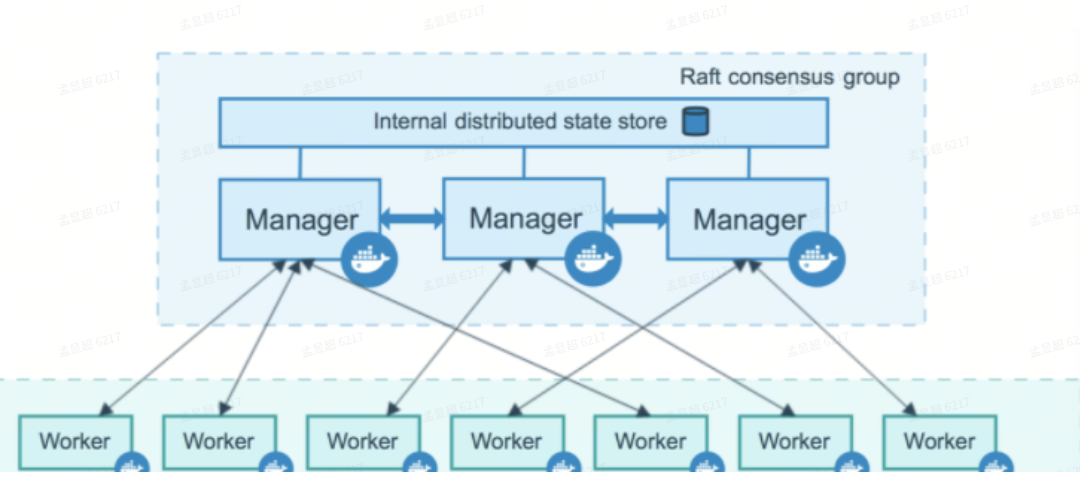 Raft consensus group
Internal distributed state store
Manager Manager Manager
Worker Worker Worker Worker Worker Worker Worker